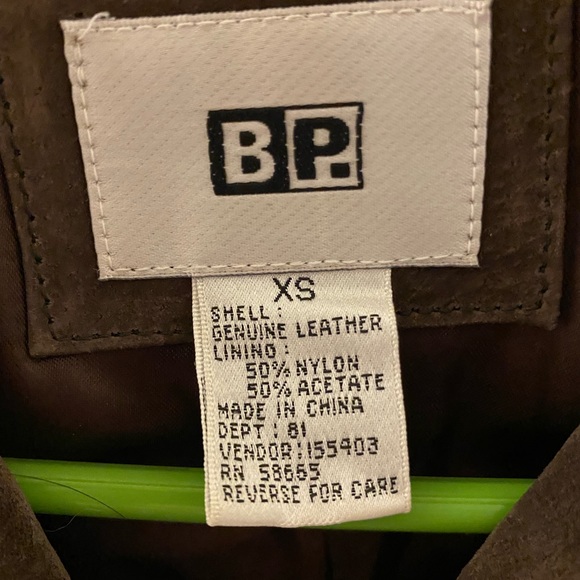 BP.
XS
SHELL:
GENUINE LEATHER
LINING:
50% NYLON
50% ACETATE
MADE IN CHINA
DEPT: 81
VENDOR: 155403
RN 58665
REVERSE FOR CARE